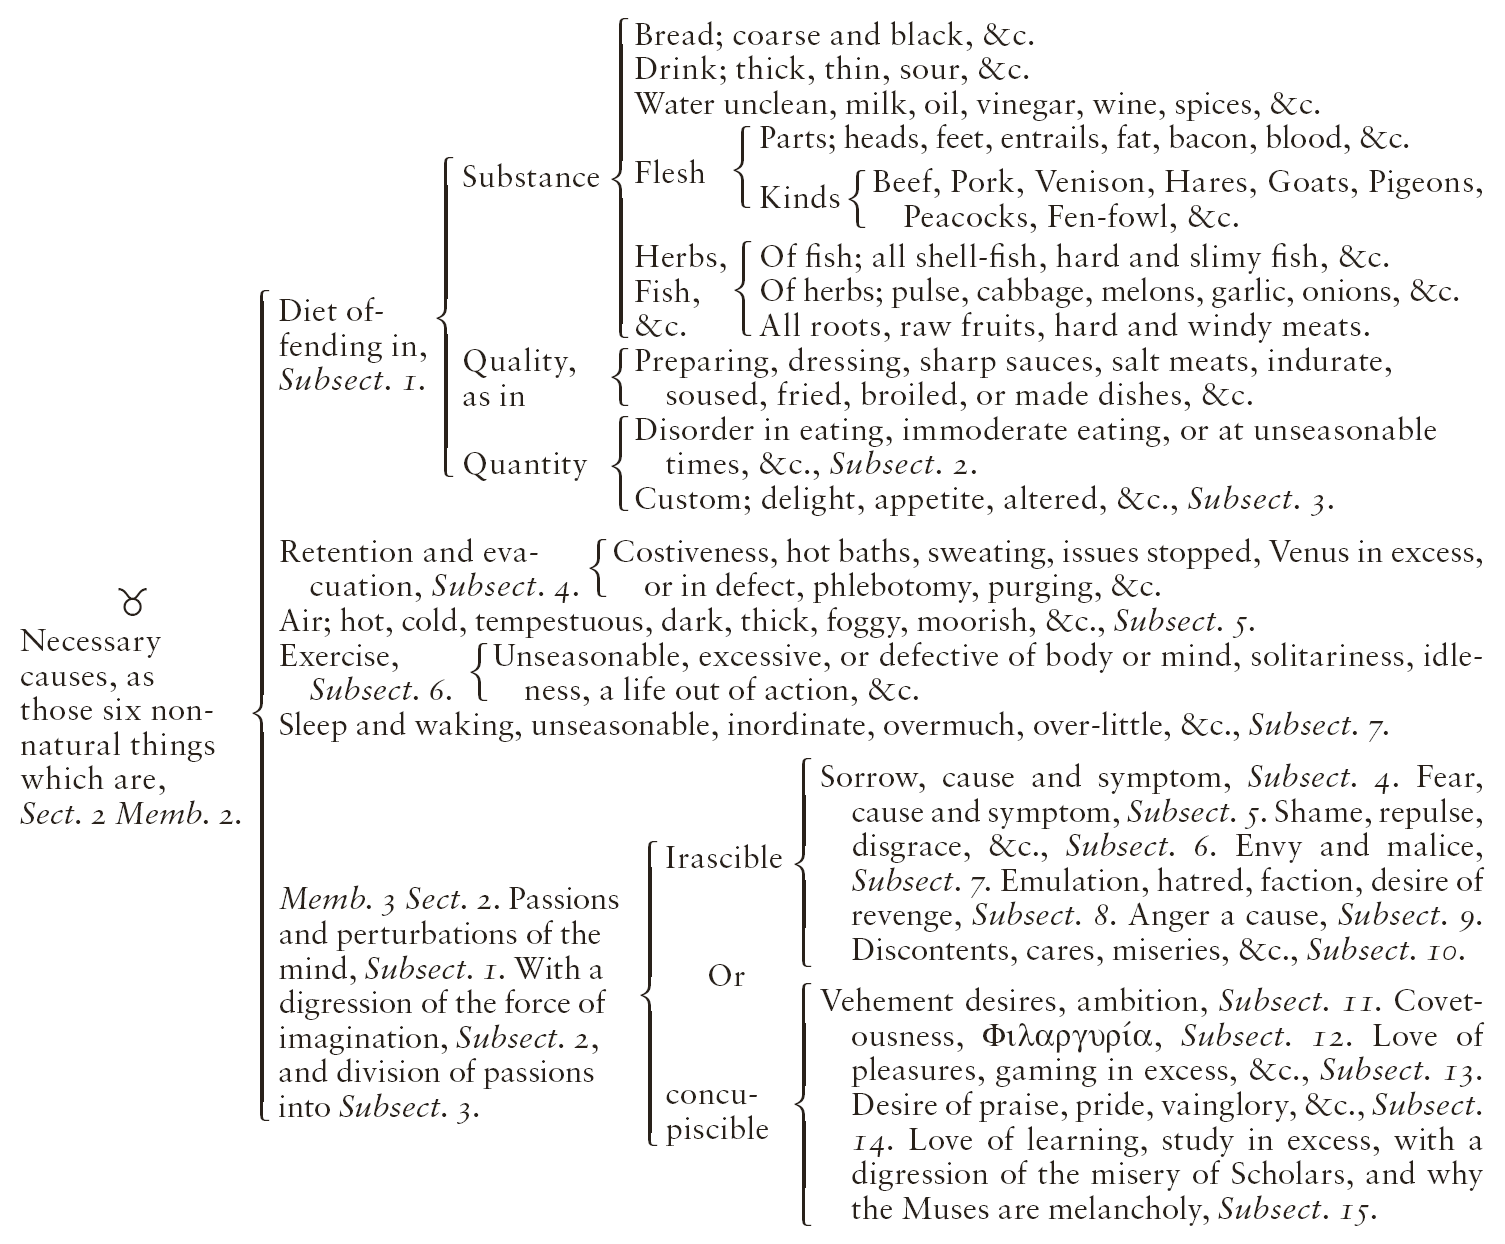 ♉
Necessary
causes, as
those six non-
natural things
which are,
Sect. 2 Memb. 2.
Diet of-
fending in,
Subsect. 1.
Substance
Bread; coarse and black, &c.
Drink; thick, thin, sour, &c.
Water unclean, milk, oil, vinegar, wine, spices, &c.
Flesh
Parts; heads, feet, entrails, fat, bacon, blood, &c.
Kinds
Beef, Pork, Venison, Hares, Goats, Pigeons,
Peacocks, Fen-fowl, &c.
Herbs,
Fish,
&c.
Of fish; all shell-fish, hard and slimy fish, &c.
Of herbs; pulse, cabbage, melons, garlic, onions, &c.
All roots, raw fruits, hard and windy meats.
Quality,
as in
Preparing, dressing, sharp sauces, salt meats, indurate,
soused, fried, broiled, or made dishes, &c.
Quantity
Disorder in eating, immoderate eating, or at unseasonable
times, &c., Subsect. 2.
Custom; delight, appetite, altered, &c., Subsect. 3.
Retention and eva-
cuation, Subsect. 4.
Costiveness, hot baths, sweating, issues stopped, Venus in excess,
or in defect, phlebotomy, purging, &c.
Air; hot, cold, tempestuous, dark, thick, foggy, moorish, &c., Subsect. 5.
Exercise,
Subsect. 6.
Unseasonable, excessive, or defective of body or mind, solitariness, idle-
ness, a life out of action, &c.
Sleep and waking, unseasonable, inordinate, overmuch, over-little, &c., Subsect. 7.
Memb. 3 Sect. 2. Passions
and perturbations of the
mind, Subsect. 1. With a
digression of the force of
imagination, Subsect. 2,
and division of passions
into Subsect. 3.
Irascible
Sorrow, cause and symptom, Subsect. 4. Fear,
cause and symptom, Subsect. 5. Shame, repulse,
disgrace, &c., Subsect. 6. Envy and malice,
Subsect. 7. Emulation, hatred, faction, desire of
revenge, Subsect. 8. Anger a cause, Subsect. 9.
Discontents, cares, miseries, &c., Subsect. 10.
Or
concu-
piscible
Vehement desires, ambition, Subsect. 11. Covet-
ousness, Φιλαργυρία, Subsect. 12. Love of
pleasures, gaming in excess, &c., Subsect. 13.
Desire of praise, pride, vainglory, &c., Subsect.
14. Love of learning, study in excess, with a
digression of the misery of Scholars, and why
the Muses are melancholy, Subsect. 15.